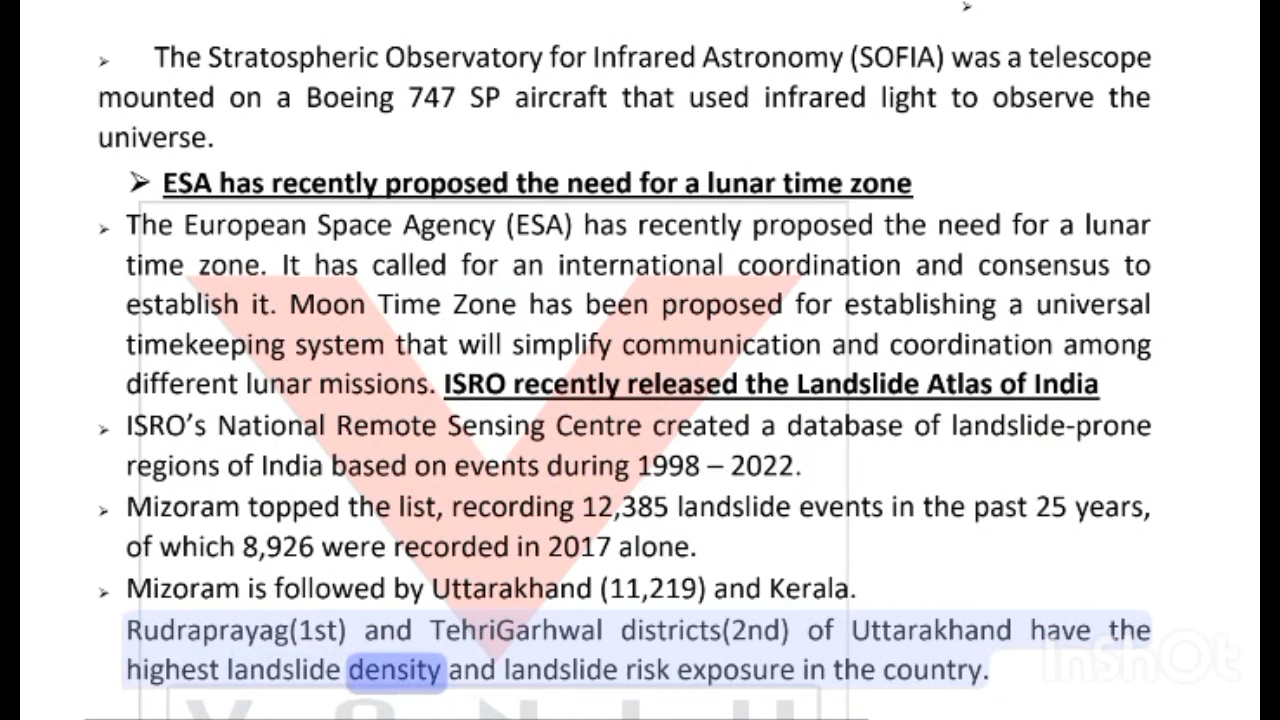 ➤
➤ The Stratospheric Observatory for Infrared Astronomy (SOFIA) was a telescope
mounted on a Boeing 747 SP aircraft that used infrared light to observe the
universe.
➤ ESA has recently proposed the need for a lunar time zone
➤ The European Space Agency (ESA) has recently proposed the need for a lunar
time zone. It has called for an international coordination and consensus to
establish it. Moon Time Zone has been proposed for establishing a universal
timekeeping system that will simplify communication and coordination among
different lunar missions. ISRO recently released the Landslide Atlas of India
➤ ISRO’s National Remote Sensing Centre created a database of landslide-prone
regions of India based on events during 1998 – 2022.
➤ Mizoram topped the list, recording 12,385 landslide events in the past 25 years,
of which 8,926 were recorded in 2017 alone.
➤ Mizoram is followed by Uttarakhand (11,219) and Kerala.
Rudraprayag(1st) and TehriGarhwal districts(2nd) of Uttarakhand have the
highest landslide density and landslide risk exposure in the country.
InShOt